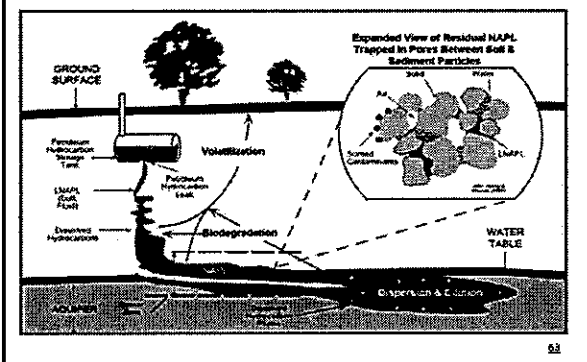 Expanded View of Residual NAPL
Trapped in Pores Between Soil &
Sediment Particles
Solid
Water
Air
Sorbed
Contaminants
LNAPL
GROUND
SURFACE
Petroleum
Hydrocarbon
Storage
Tank
Volatilization
Petroleum
Hydrocarbon
Leak
LNAPL
Dissolved
Hydrocarbons
Biodegradation
WATER
TABLE
Dispersion & Dilution
AQUIFER
63